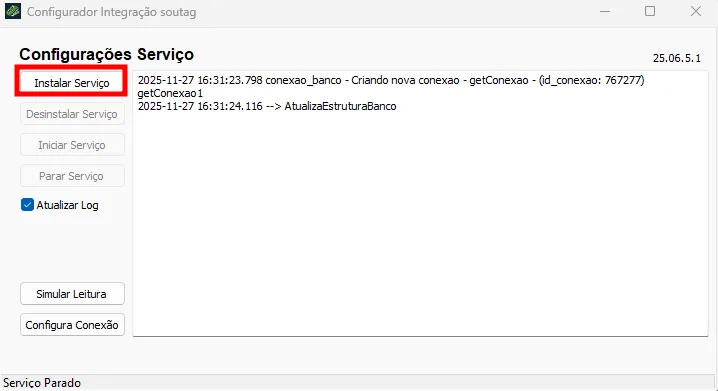 Configurador Integração soutag
Configurações Serviço
25.06.5.1
Instalar Serviço
Desinstalar Serviço
Iniciar Serviço
Parar Serviço
Atualizar Log
Simular Leitura
Configura Conexão
2025-11-27 16:31:23.798 conexao_banco - Criando nova conexao - getConexao - (id_conexao: 767277)
getConexao1
2025-11-27 16:31:24.116 --> AtualizaEstruturaBanco
Serviço Parado